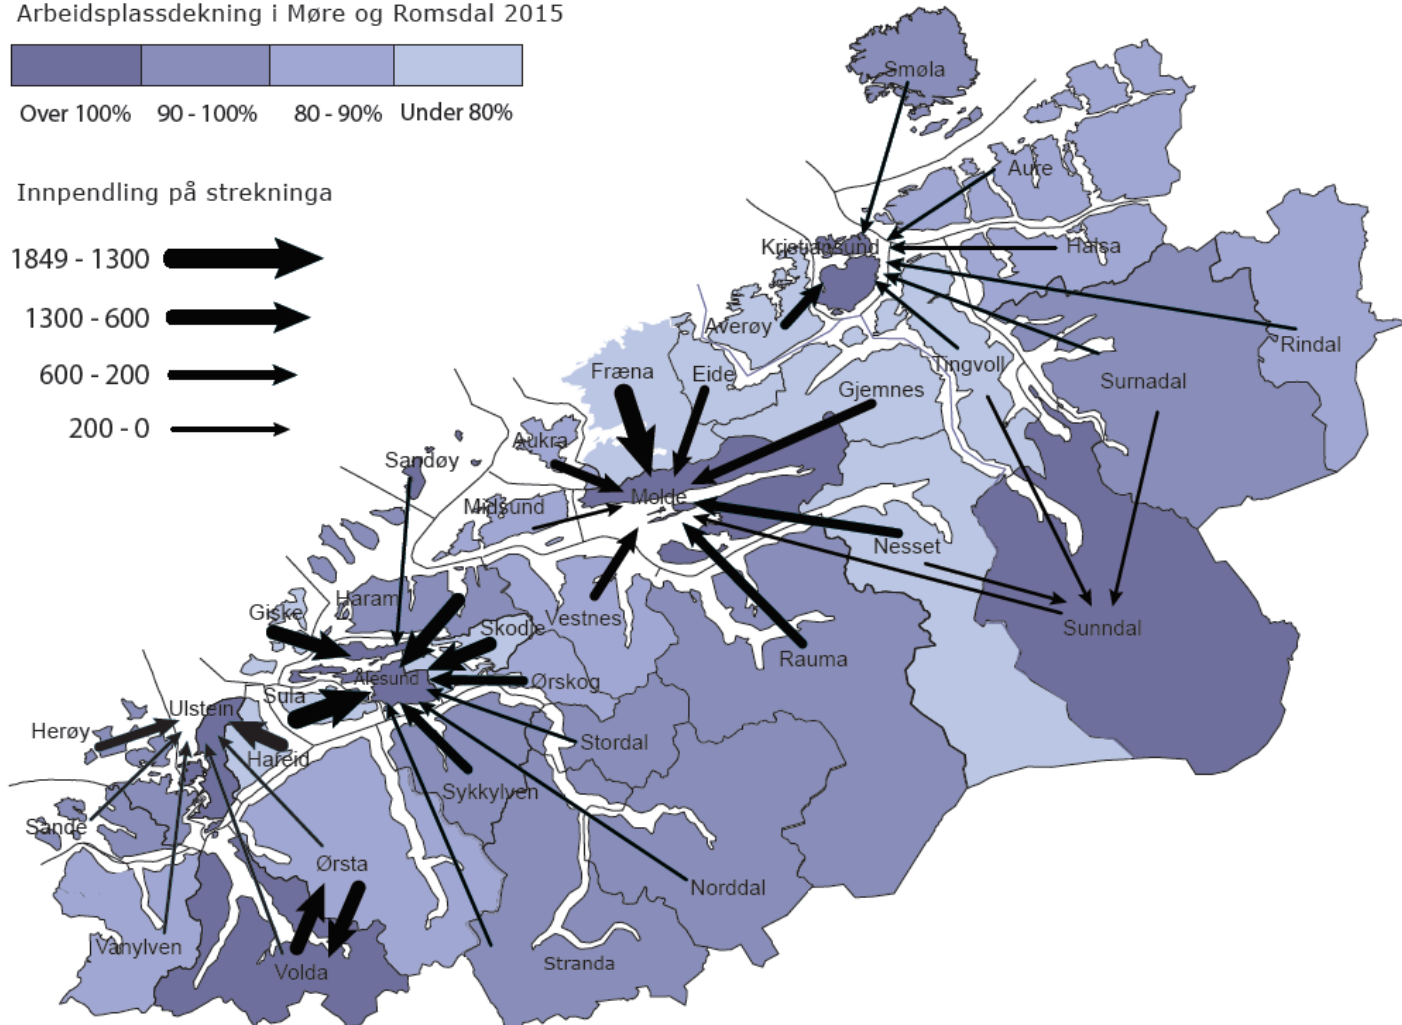 Arbeidsplassdekning i Møre og Romsdal 2015
Over 100% 90 - 100% 80 - 90% Under 80%
Innpendling på strekninga
1849 - 1300
1300 - 600
600 - 200
200 - 0
Smøla
Aure
Kristiansund
Halsa
Averøy
Rindal
Tingvoll
Surnadal
Fræna
Eide
Gjemnes
Aukra
Sandøy
Midsund
Molde
Nesset
Haram
Giske
Skodje
Vestnes
Sunndal
Rauma
Ålesund
Ørskog
Sula
Ulstein
Herøy
Stordal
Hareid
Sykkylven
Sande
Ørsta
Norddal
Vanylven
Volda
Stranda